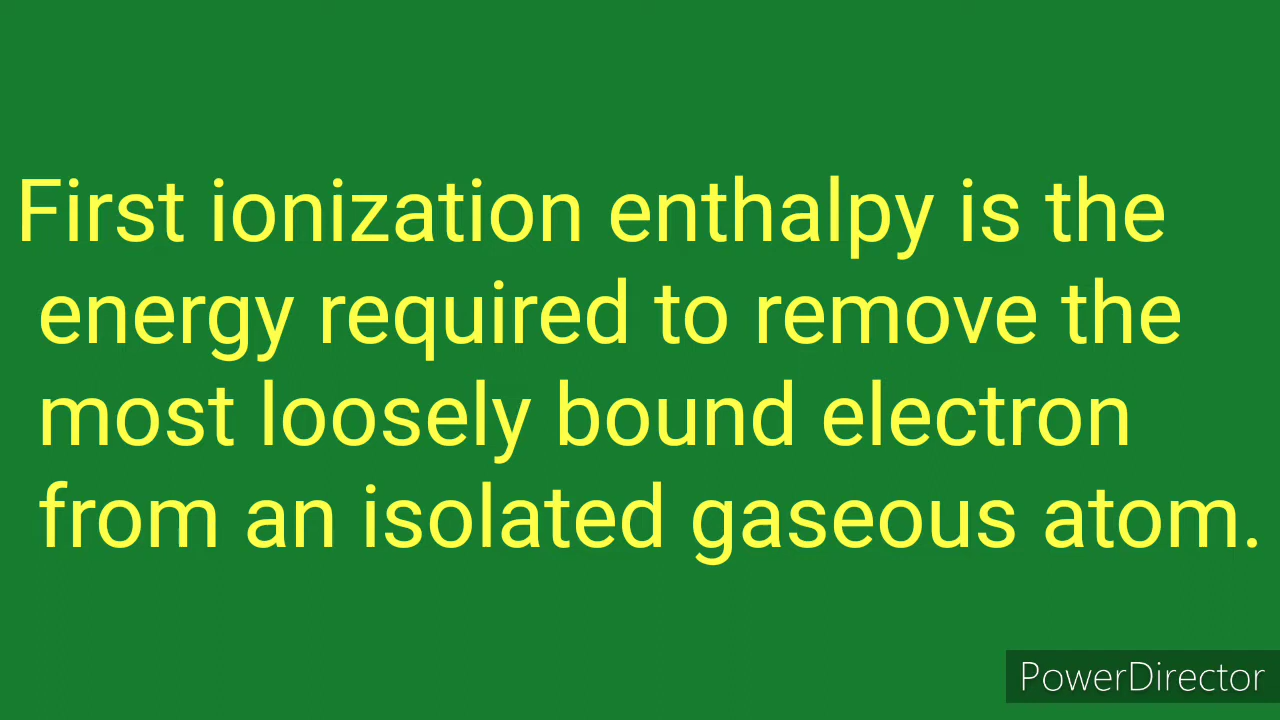 First ionization enthalpy is the
energy required to remove the
most loosely bound electron
from an isolated gaseous atom.
PowerDirector